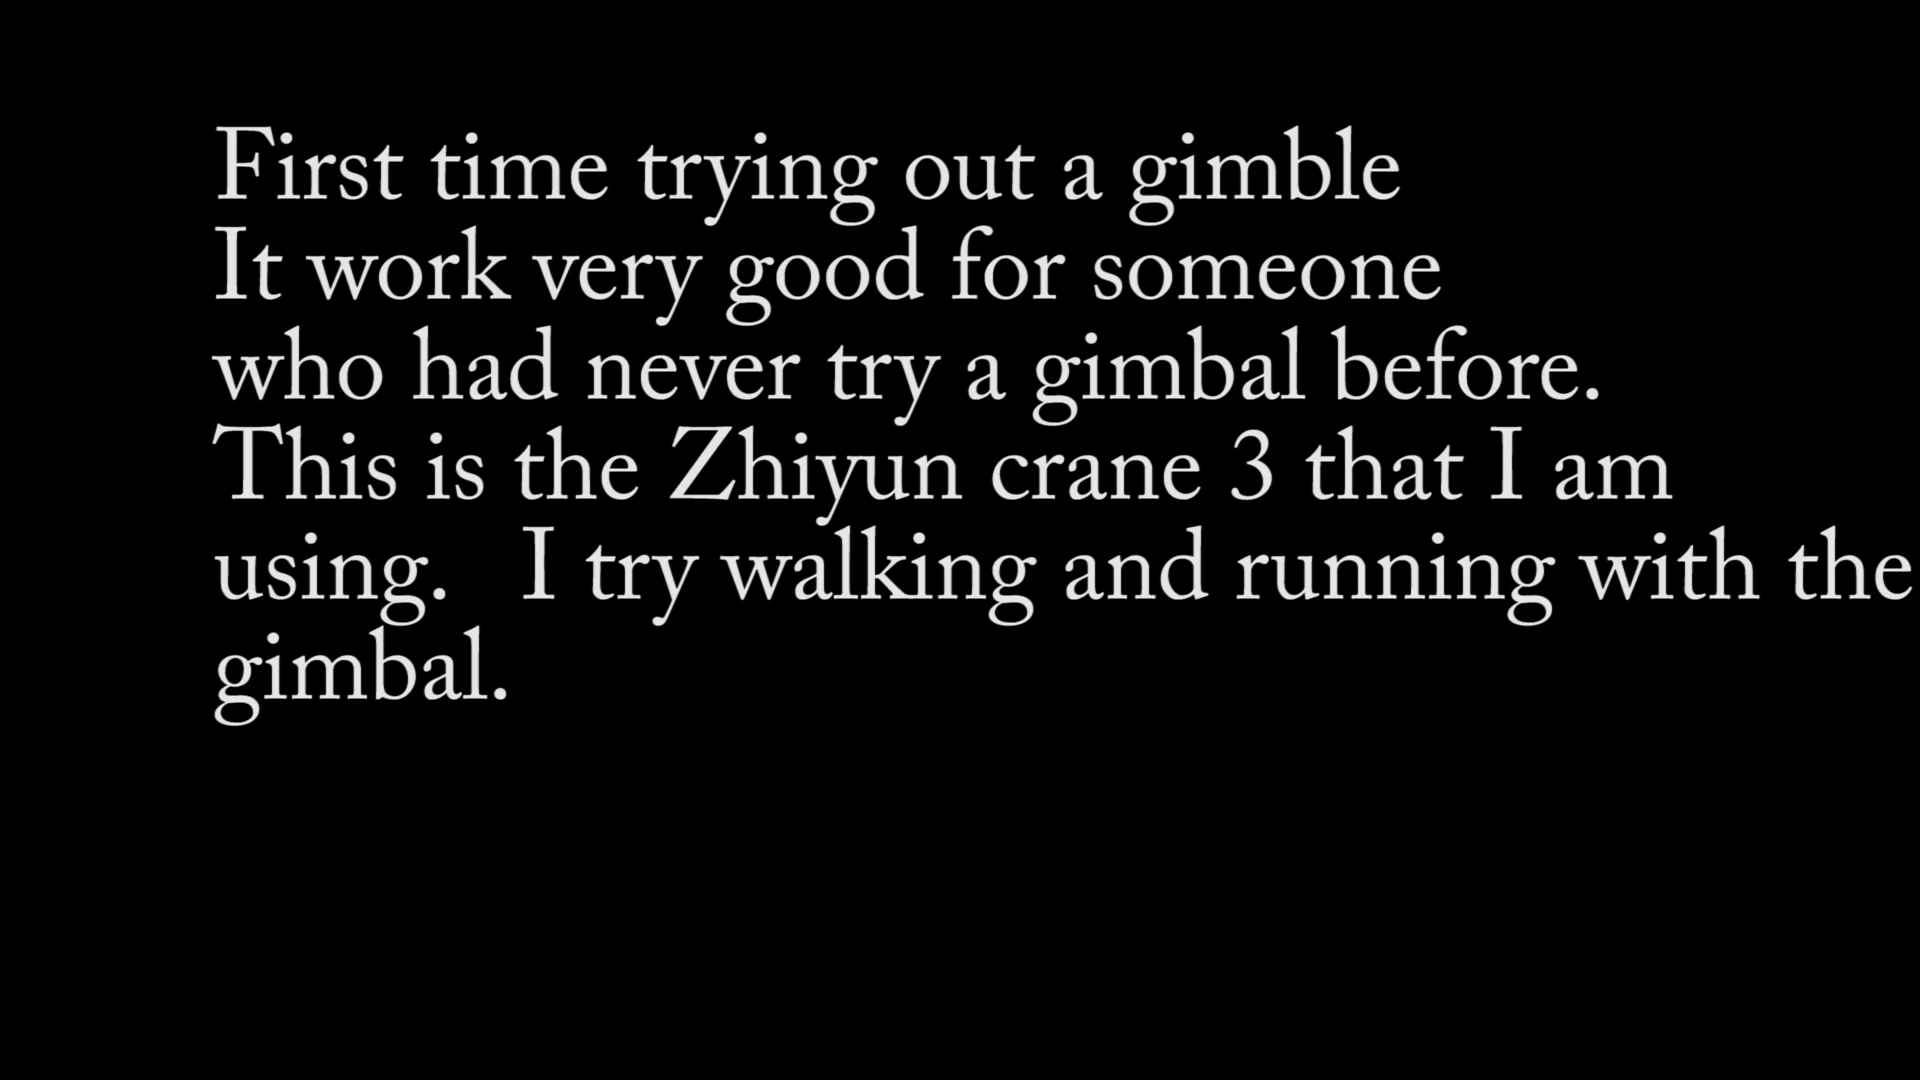 First time trying out a gimble
It work very good for someone
who had never try a gimbal before.
This is the Zhiyun crane 3 that I am
using.   I try walking and running with the
gimbal.